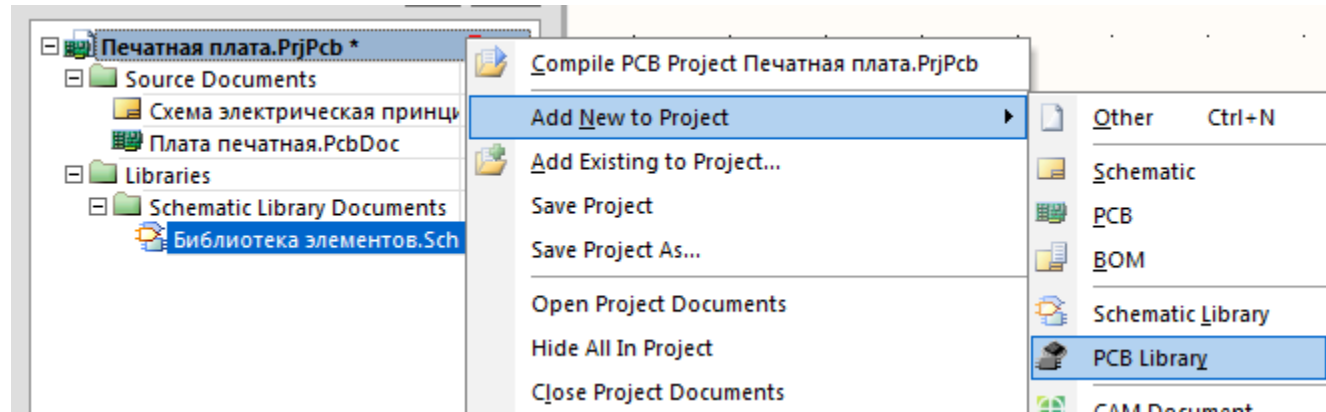 Печатная плата.PrjPcb *
Source Documents
Схема электрическая
Плата печатная.PcbDoc
Libraries
Schematic Library Documents
Библиотека элементов.Sch
Compile PCB Project Печатная плата.PrjPcb
Add New to Project
Add Existing to Project...
Save Project
Save Project As...
Open Project Documents
Hide All In Project
Close Project Documents
Other Ctrl+N
Schematic
PCB
BOM
Schematic Library
PCB Library
CAM Document